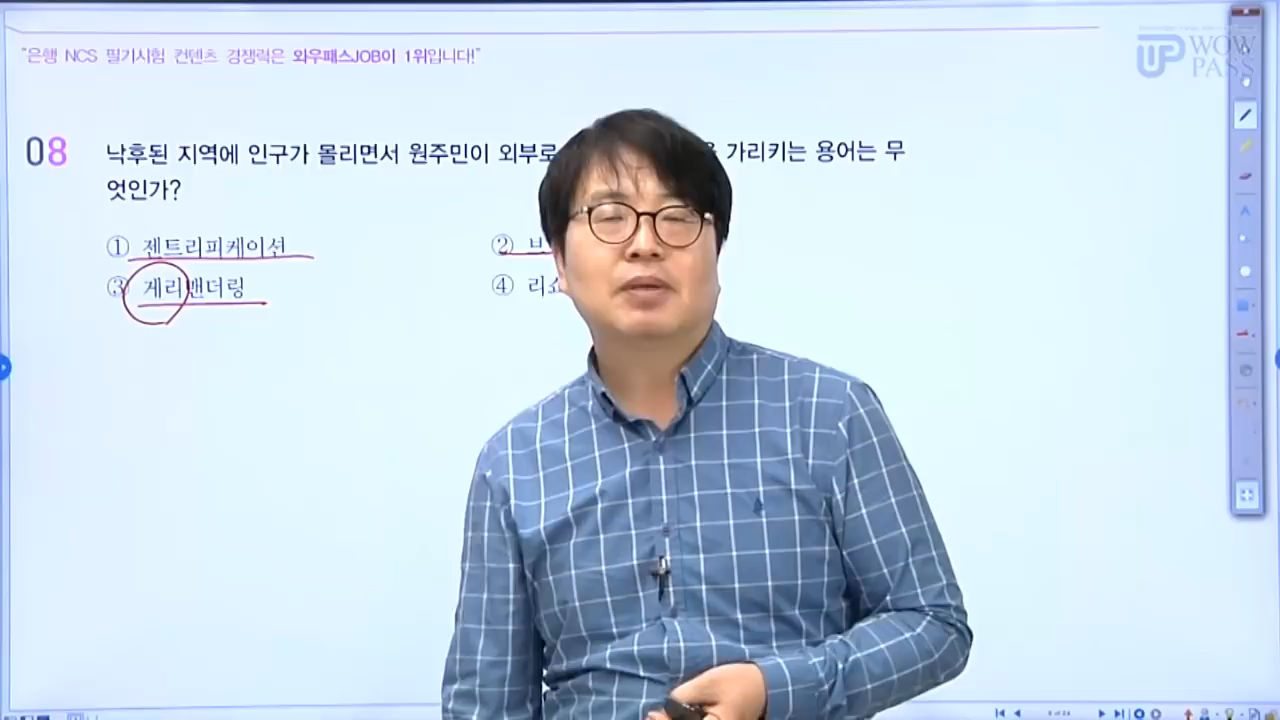 "은행 NCS 필기시험 컨텐츠 경쟁력은 와우패스JOB이 1위입니다!"
UP WOW PASS
08 낙후된 지역에 인구가 몰리면서 원주민이 외부로 가리키는 용어는 무
엇인가?
① 젠트리피케이션 ② 브
③ 게리맨더링 ④ 리쇼